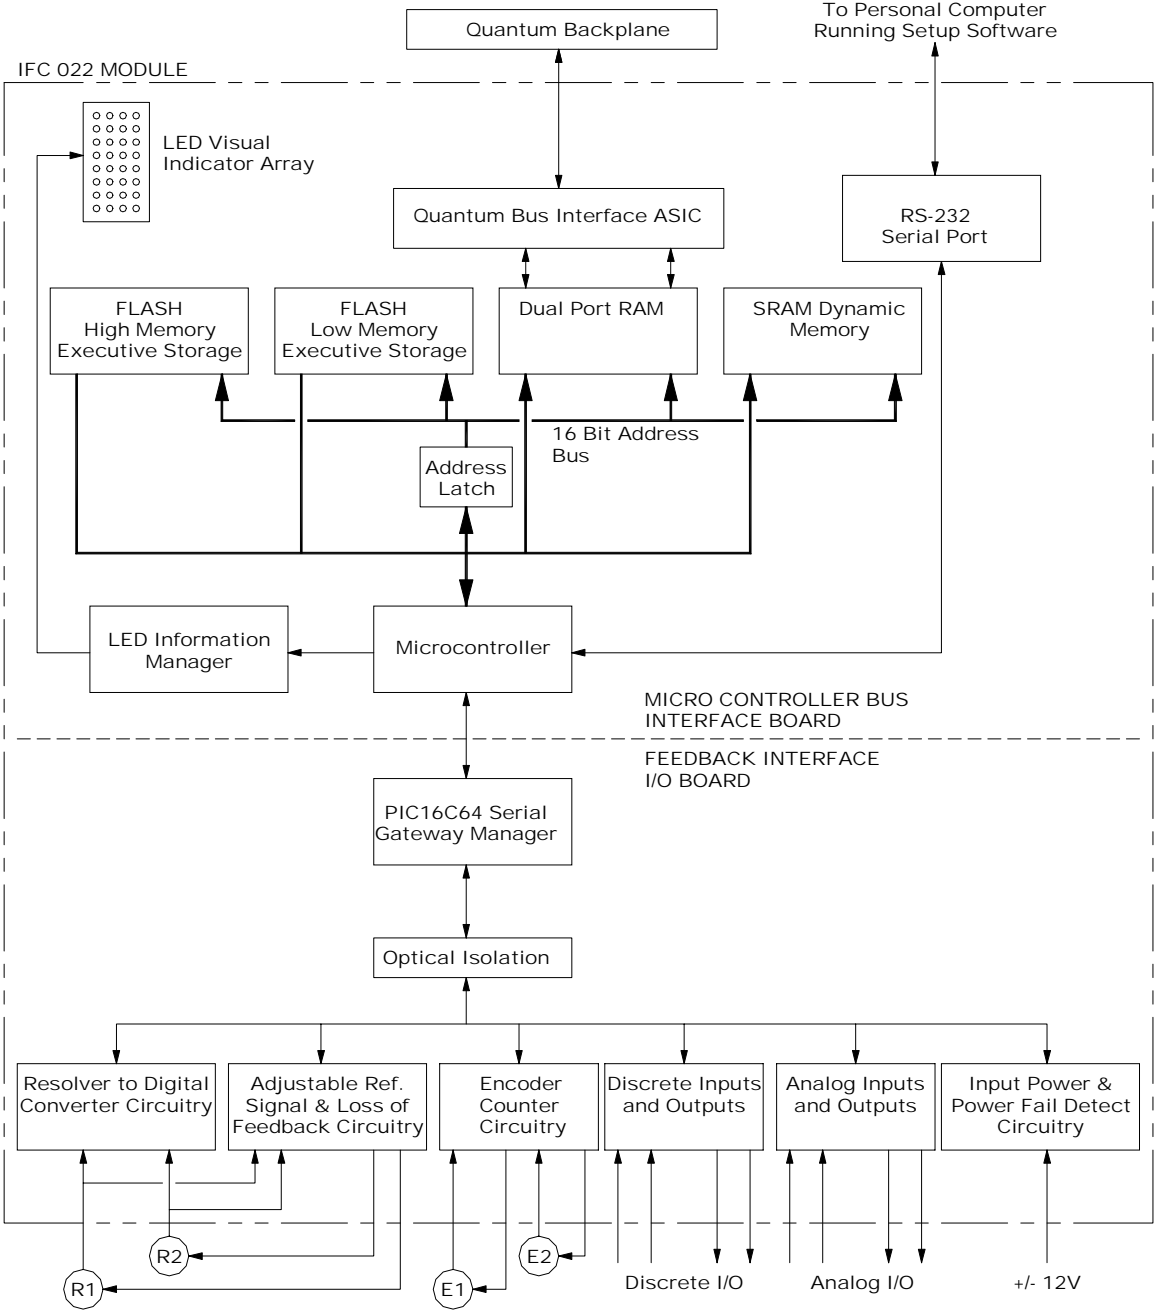 Quantum Backplane
To Personal Computer
Running Setup Software
IFC 022 MODULE
LED Visual
Indicator Array
Quantum Bus Interface ASIC
RS-232
Serial Port
FLASH
High Memory
Executive Storage
FLASH
Low Memory
Executive Storage
Dual Port RAM
SRAM Dynamic
Memory
16 Bit Address
Bus
Address
Latch
LED Information
Manager
Microcontroller
MICRO CONTROLLER BUS
INTERFACE BOARD
FEEDBACK INTERFACE
I/O BOARD
PIC16C64 Serial
Gateway Manager
Optical Isolation
Resolver to Digital
Converter Circuitry
Adjustable Ref.
Signal & Loss of
Feedback Circuitry
Encoder
Counter
Circuitry
Discrete Inputs
and Outputs
Analog Inputs
and Outputs
Input Power &
Power Fail Detect
Circuitry
R2
E2
R1
E1
Discrete I/O
Analog I/O
+/- 12V